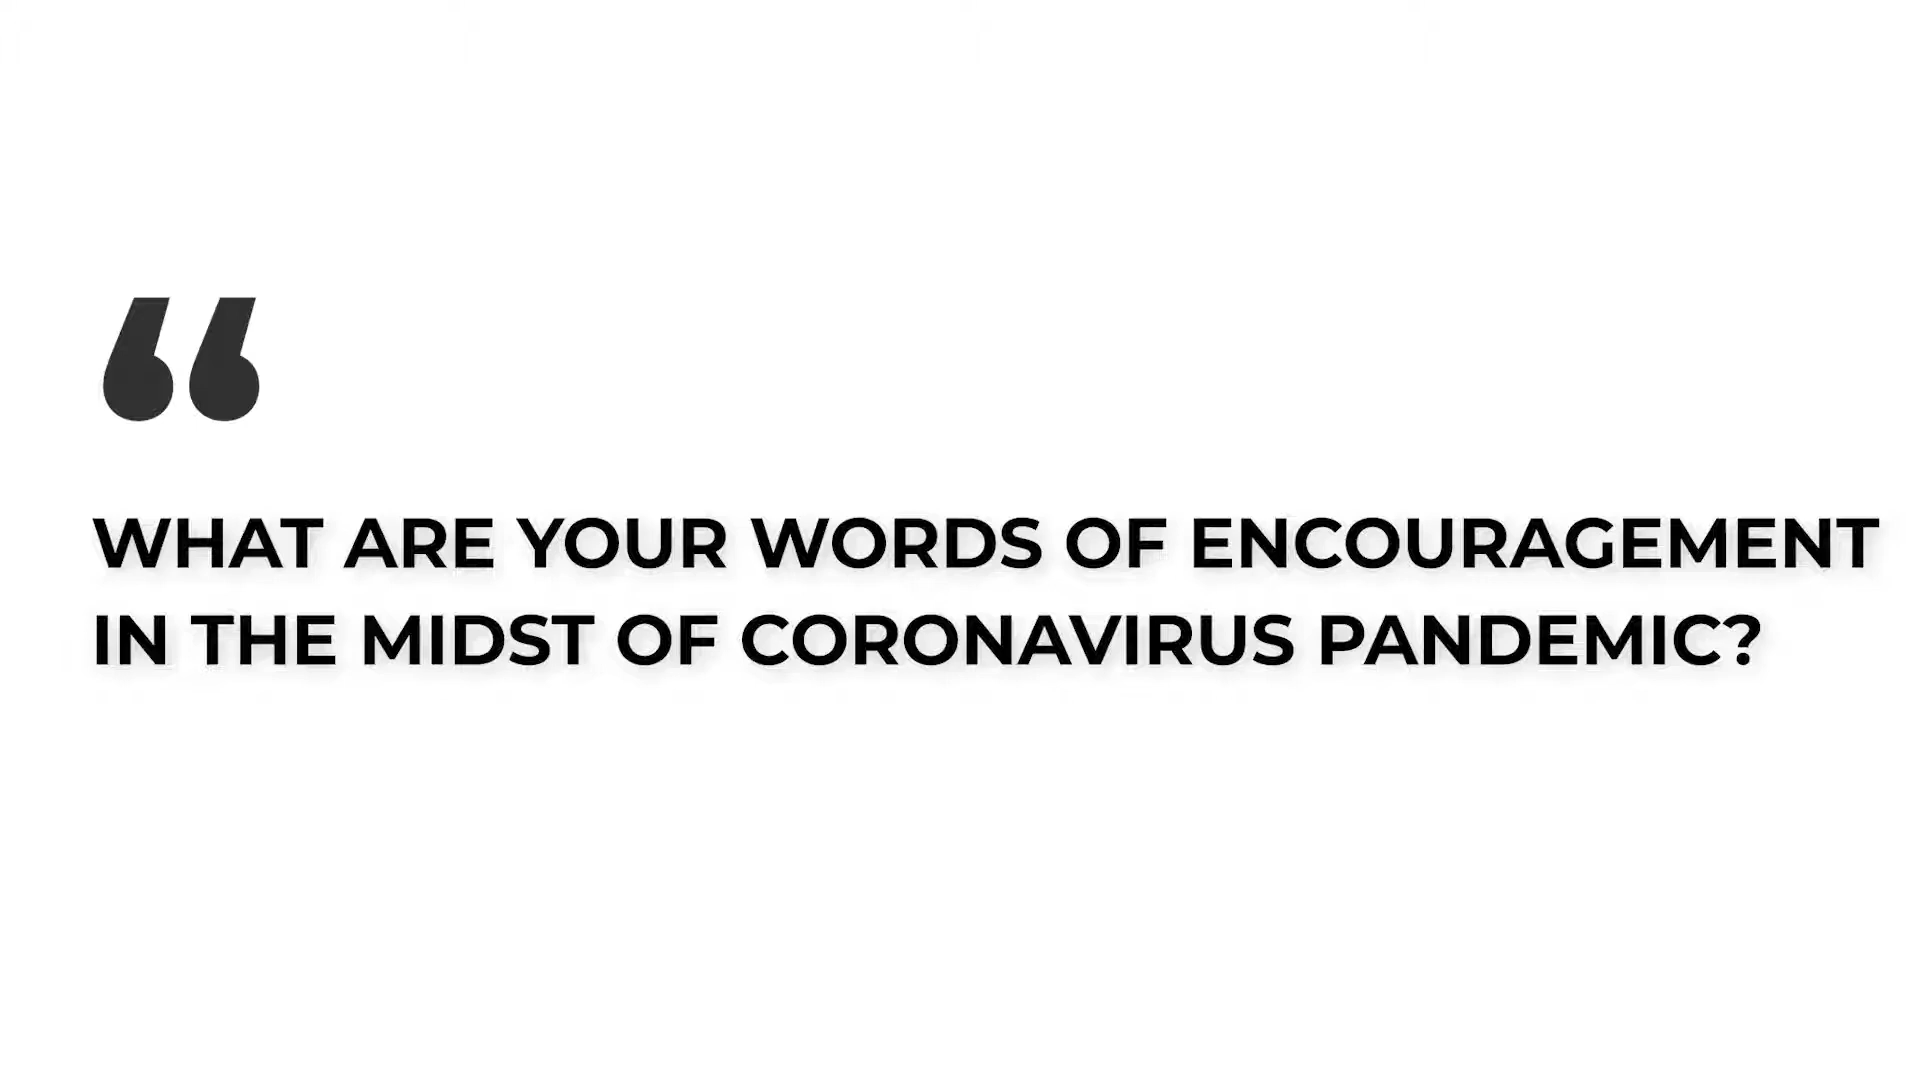 “
WHAT ARE YOUR WORDS OF ENCOURAGEMENT
IN THE MIDST OF CORONAVIRUS PANDEMIC?